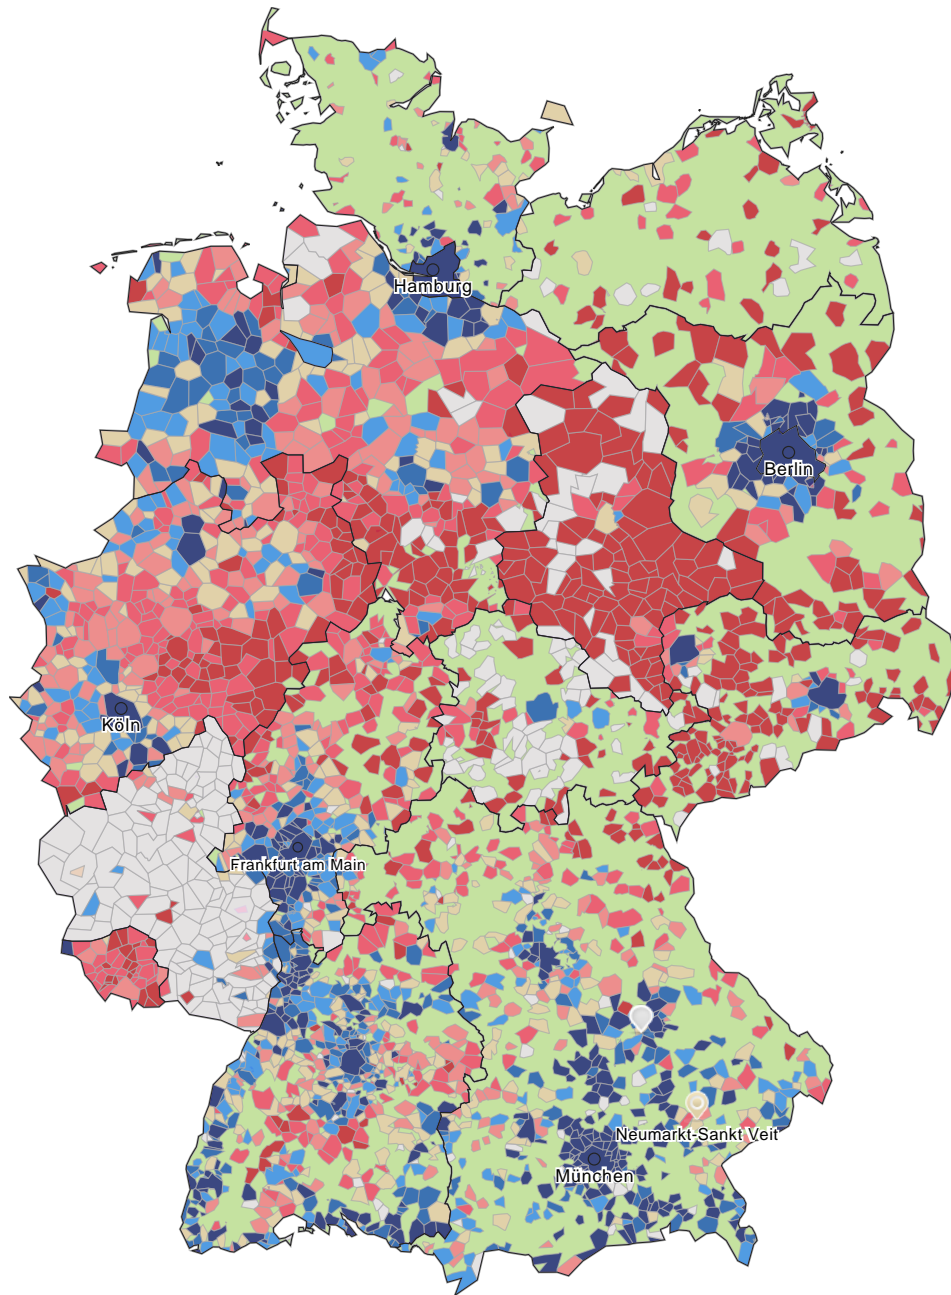 Hamburg
Berlin
Köln
Frankfurt am Main
Neumarkt-Sankt Veit
München